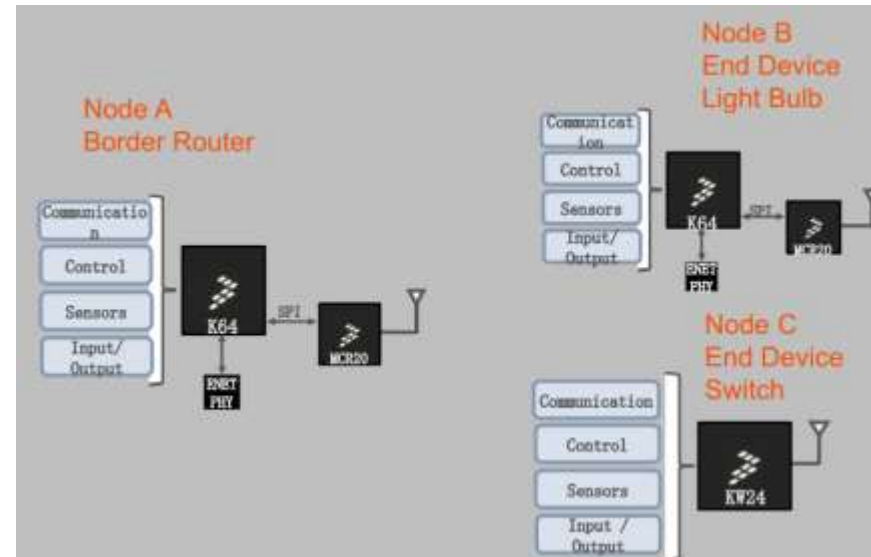 Node A
Border Router
Communicatio
n
Control
Sensors
Input/
Output
K64
SPI
MCR20
ENET
PHY
Node B
End Device
Light Bulb
Communicat
ion
Control
Sensors
Input/
Output
K64
SPI
MCR20
ENET
PHY
Node C
End Device
Switch
Communication
Control
Sensors
Input /
Output
KW24